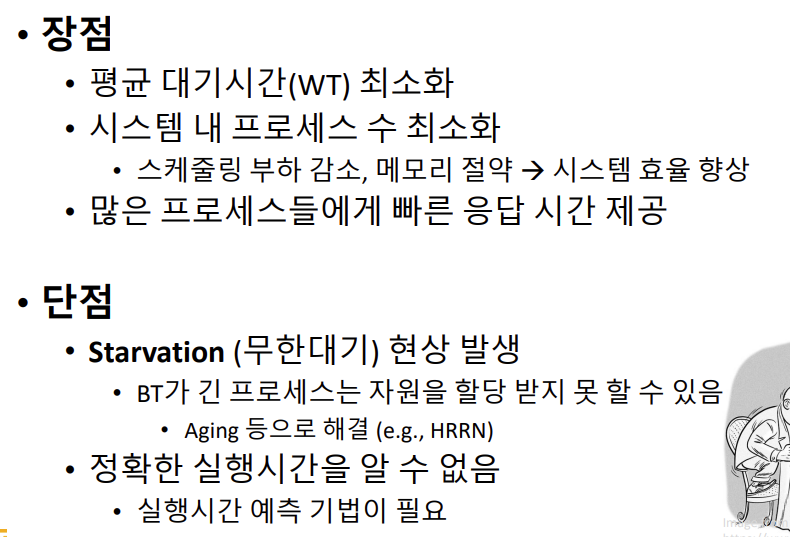 • 장점
• 평균 대기시간(WT) 최소화
• 시스템 내 프로세스 수 최소화
• 스케줄링 부하 감소, 메모리 절약 → 시스템 효율 향상
• 많은 프로세스들에게 빠른 응답 시간 제공
• 단점
• Starvation (무한대기) 현상 발생
• BT가 긴 프로세스는 자원을 할당 받지 못 할 수 있음
• Aging 등으로 해결 (e.g., HRRN)
• 정확한 실행시간을 알 수 없음
• 실행시간 예측 기법이 필요